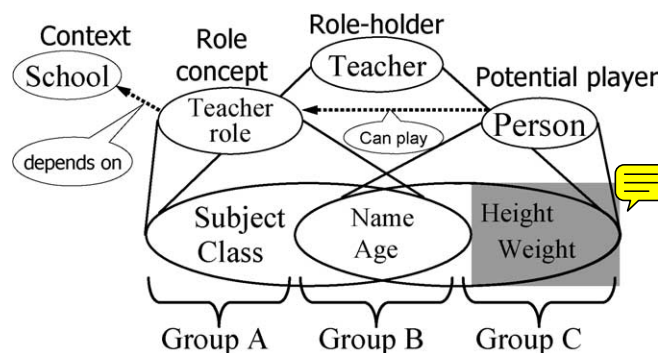 Role-holder
Context
Role
concept
Teacher
Potential player
School
Teacher
role
Can play
Person
depends on
Subject
Class
Name
Age
Height
Weight
Group A
Group B
Group C